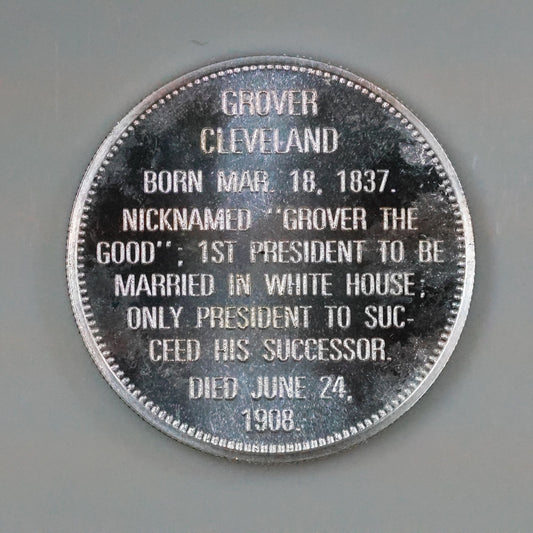 GROVER
CLEVELAND
BORN MAR. 18, 1837.
NICKNAMED "GROVER THE
GOOD"; 1ST PRESIDENT TO BE
MARRIED IN WHITE HOUSE;
ONLY PRESIDENT TO SUC-
CEED HIS SUCCESSOR.
DIED JUNE 24,
1908.